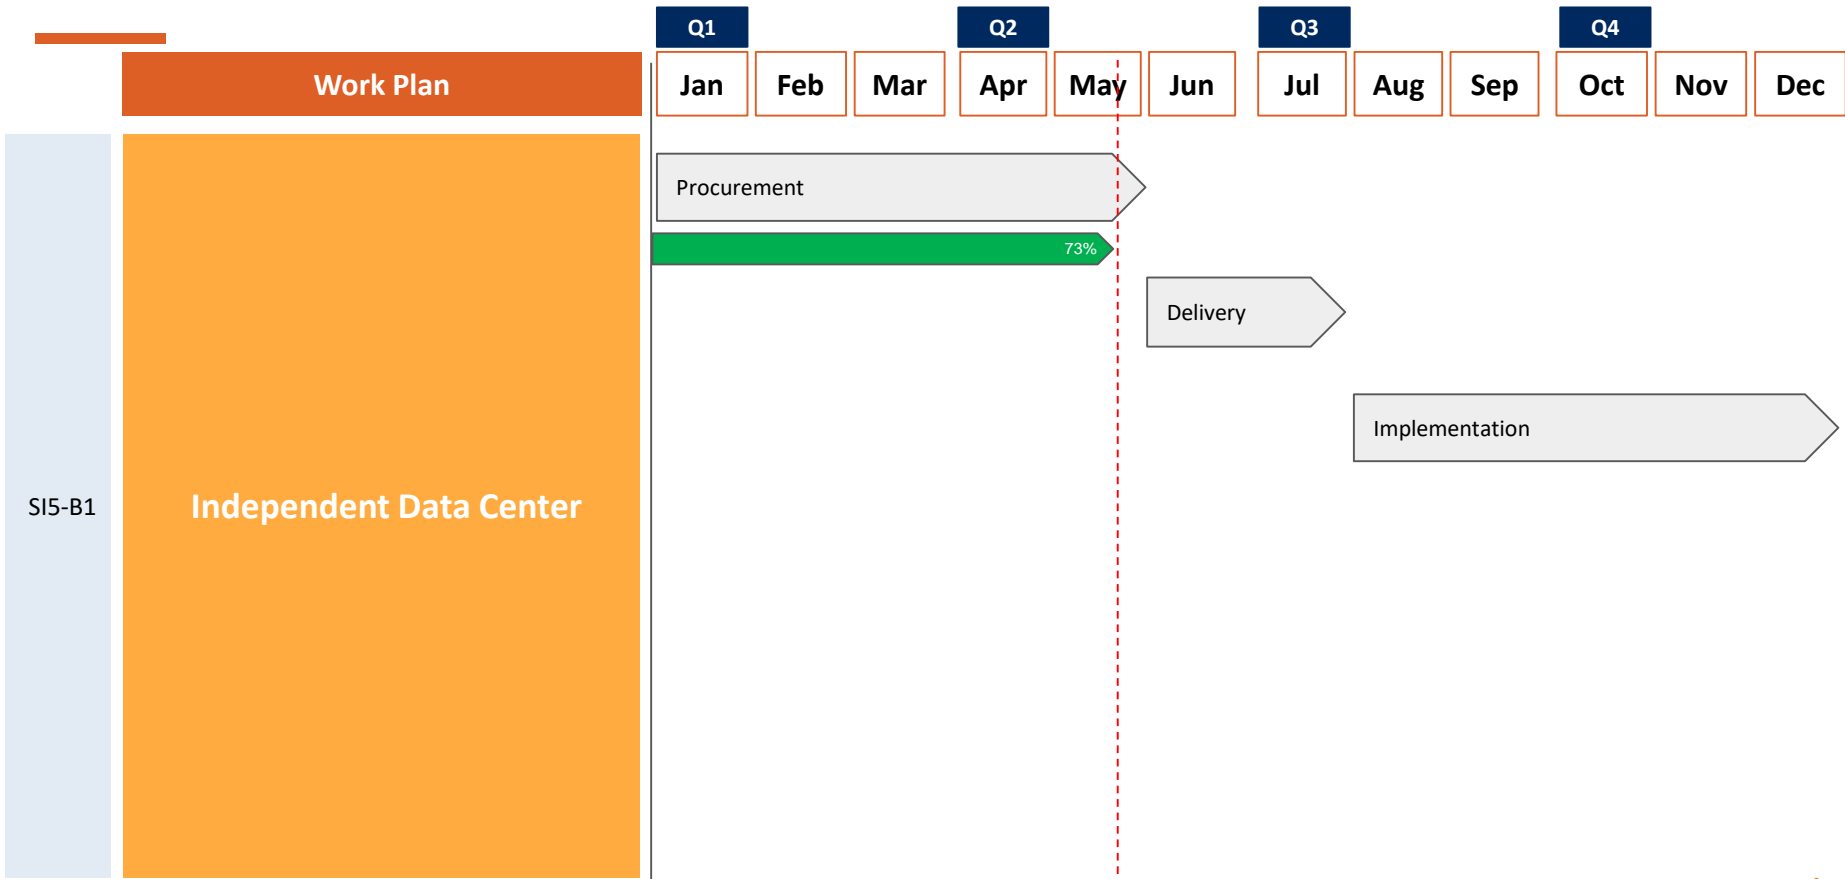 Q1 Q2 Q3 Q4
Work Plan Jan Feb Mar Apr May Jun Jul Aug Sep Oct Nov Dec
Procurement
73%
Delivery
Implementation
SI5-B1 Independent Data Center